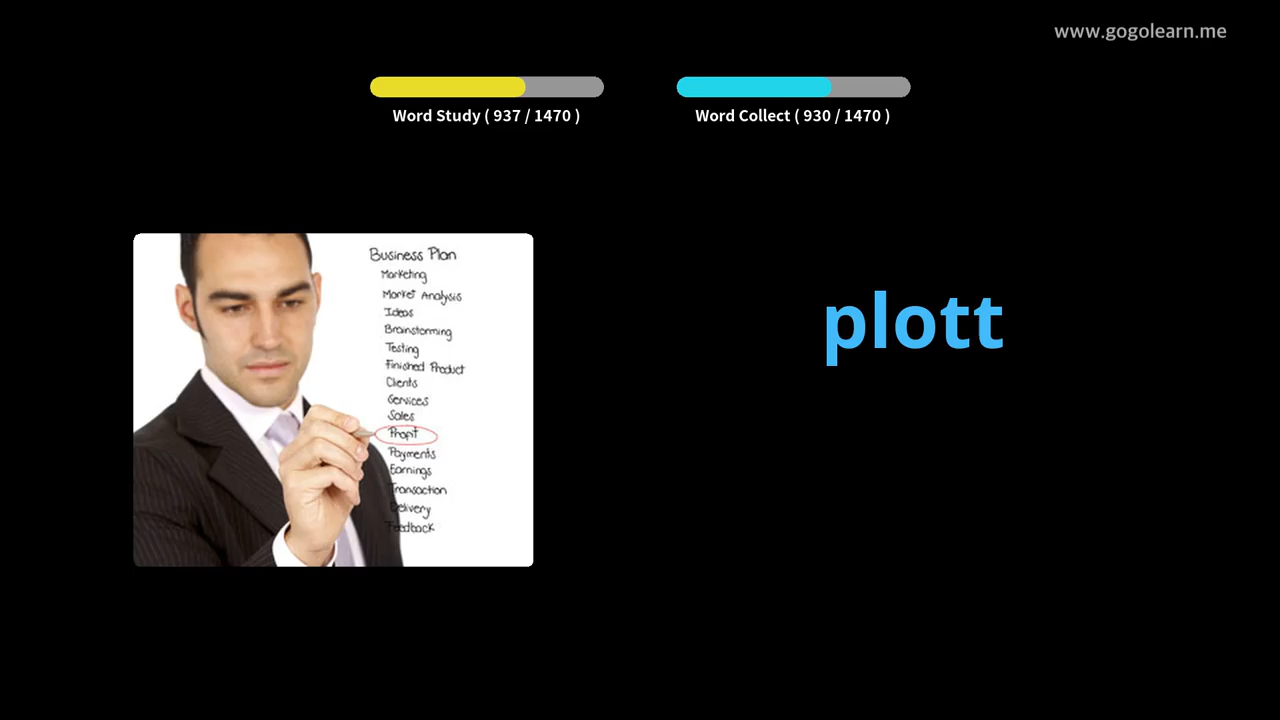 www.gogolearn.me
Word Study ( 937 / 1470 )
Word Collect ( 930 / 1470 )
Business Plan
Marketing
Market Analysis
Ideas
Brainstorming
Testing
Finished Product
Clients
Services
Sales
Profit
Payments
Earnings
Transaction
Delivery
Feedback
plott